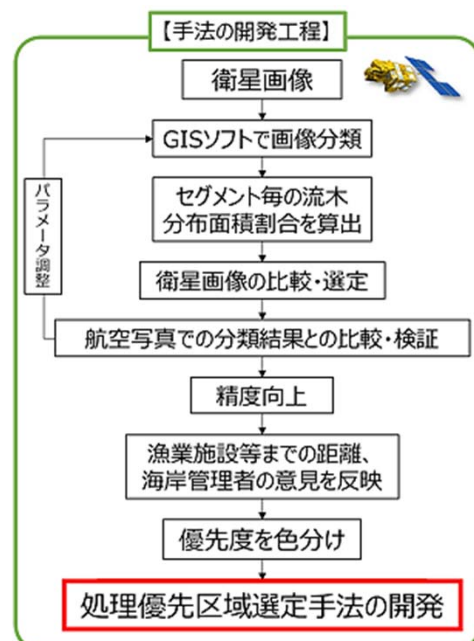 【手法の開発工程】
衛星画像
GISソフトで画像分類
パラメータ調整
セグメント毎の流木
分布面積割合を算出
衛星画像の比較・選定
航空写真での分類結果との比較・検証
精度向上
漁業施設等までの距離、
海岸管理者の意見を反映
優先度を色分け
処理優先区域選定手法の開発